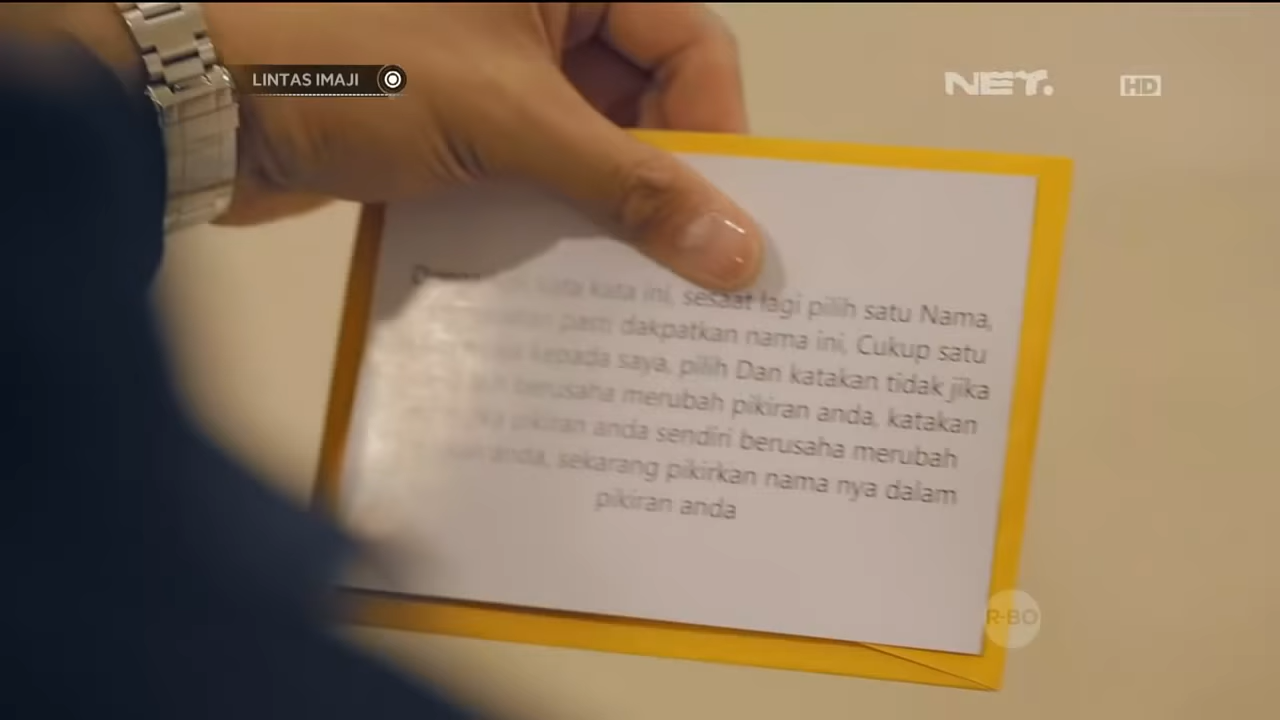 LINTAS IMAJI
NET.
HD
kata kata ini, sesaat lagi pilih satu Nama,
dakpatkan nama ini, Cukup satu
kepada saya, pilih Dan katakan tidak jika
berusaha merubah pikiran anda, katakan
pikiran anda sendiri berusaha merubah
anda, sekarang pikirkan nama nya dalam
pikiran anda
R-BO